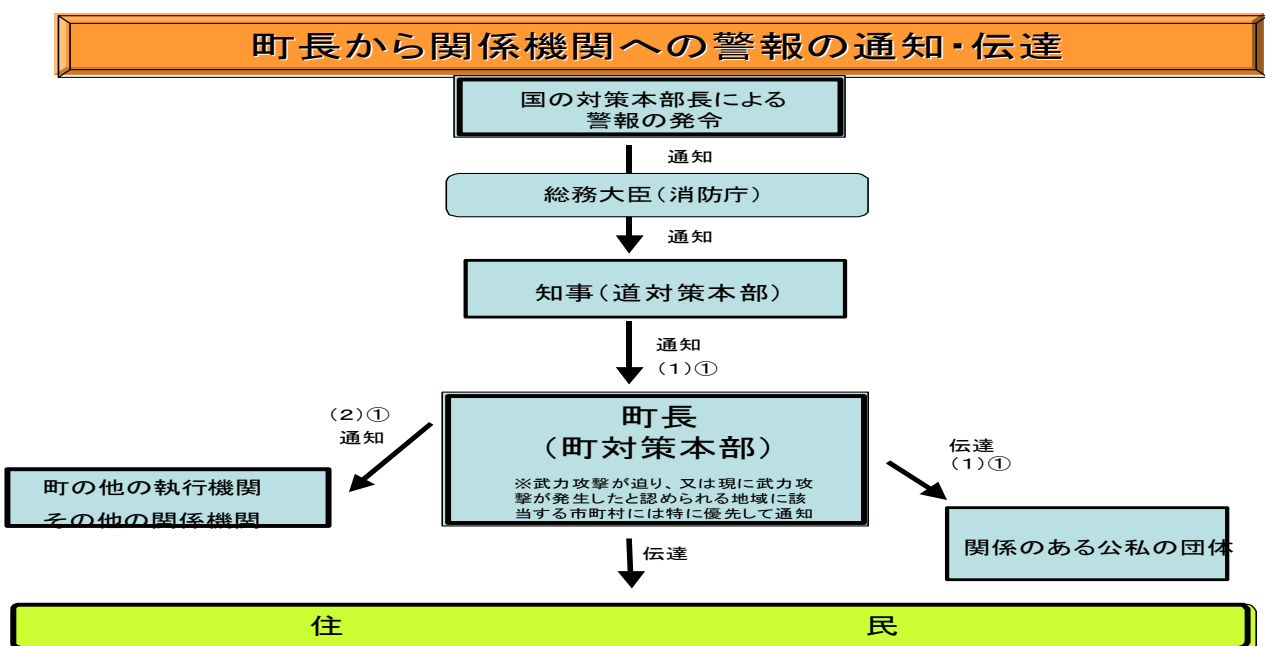 町長から関係機関への警報の通知・伝達
国の対策本部長による
警報の発令
通知
総務大臣(消防庁)
通知
知事(道対策本部)
通知
(1)①
町長
(町対策本部)
※武力攻撃が迫り、又は現に武力攻
撃が発生したと認められる地域に該
当する市町村には特に優先して通知
(2)①
通知
町の他の執行機関
その他の関係機関
伝達
(1)①
関係のある公私の団体
伝達
住 民